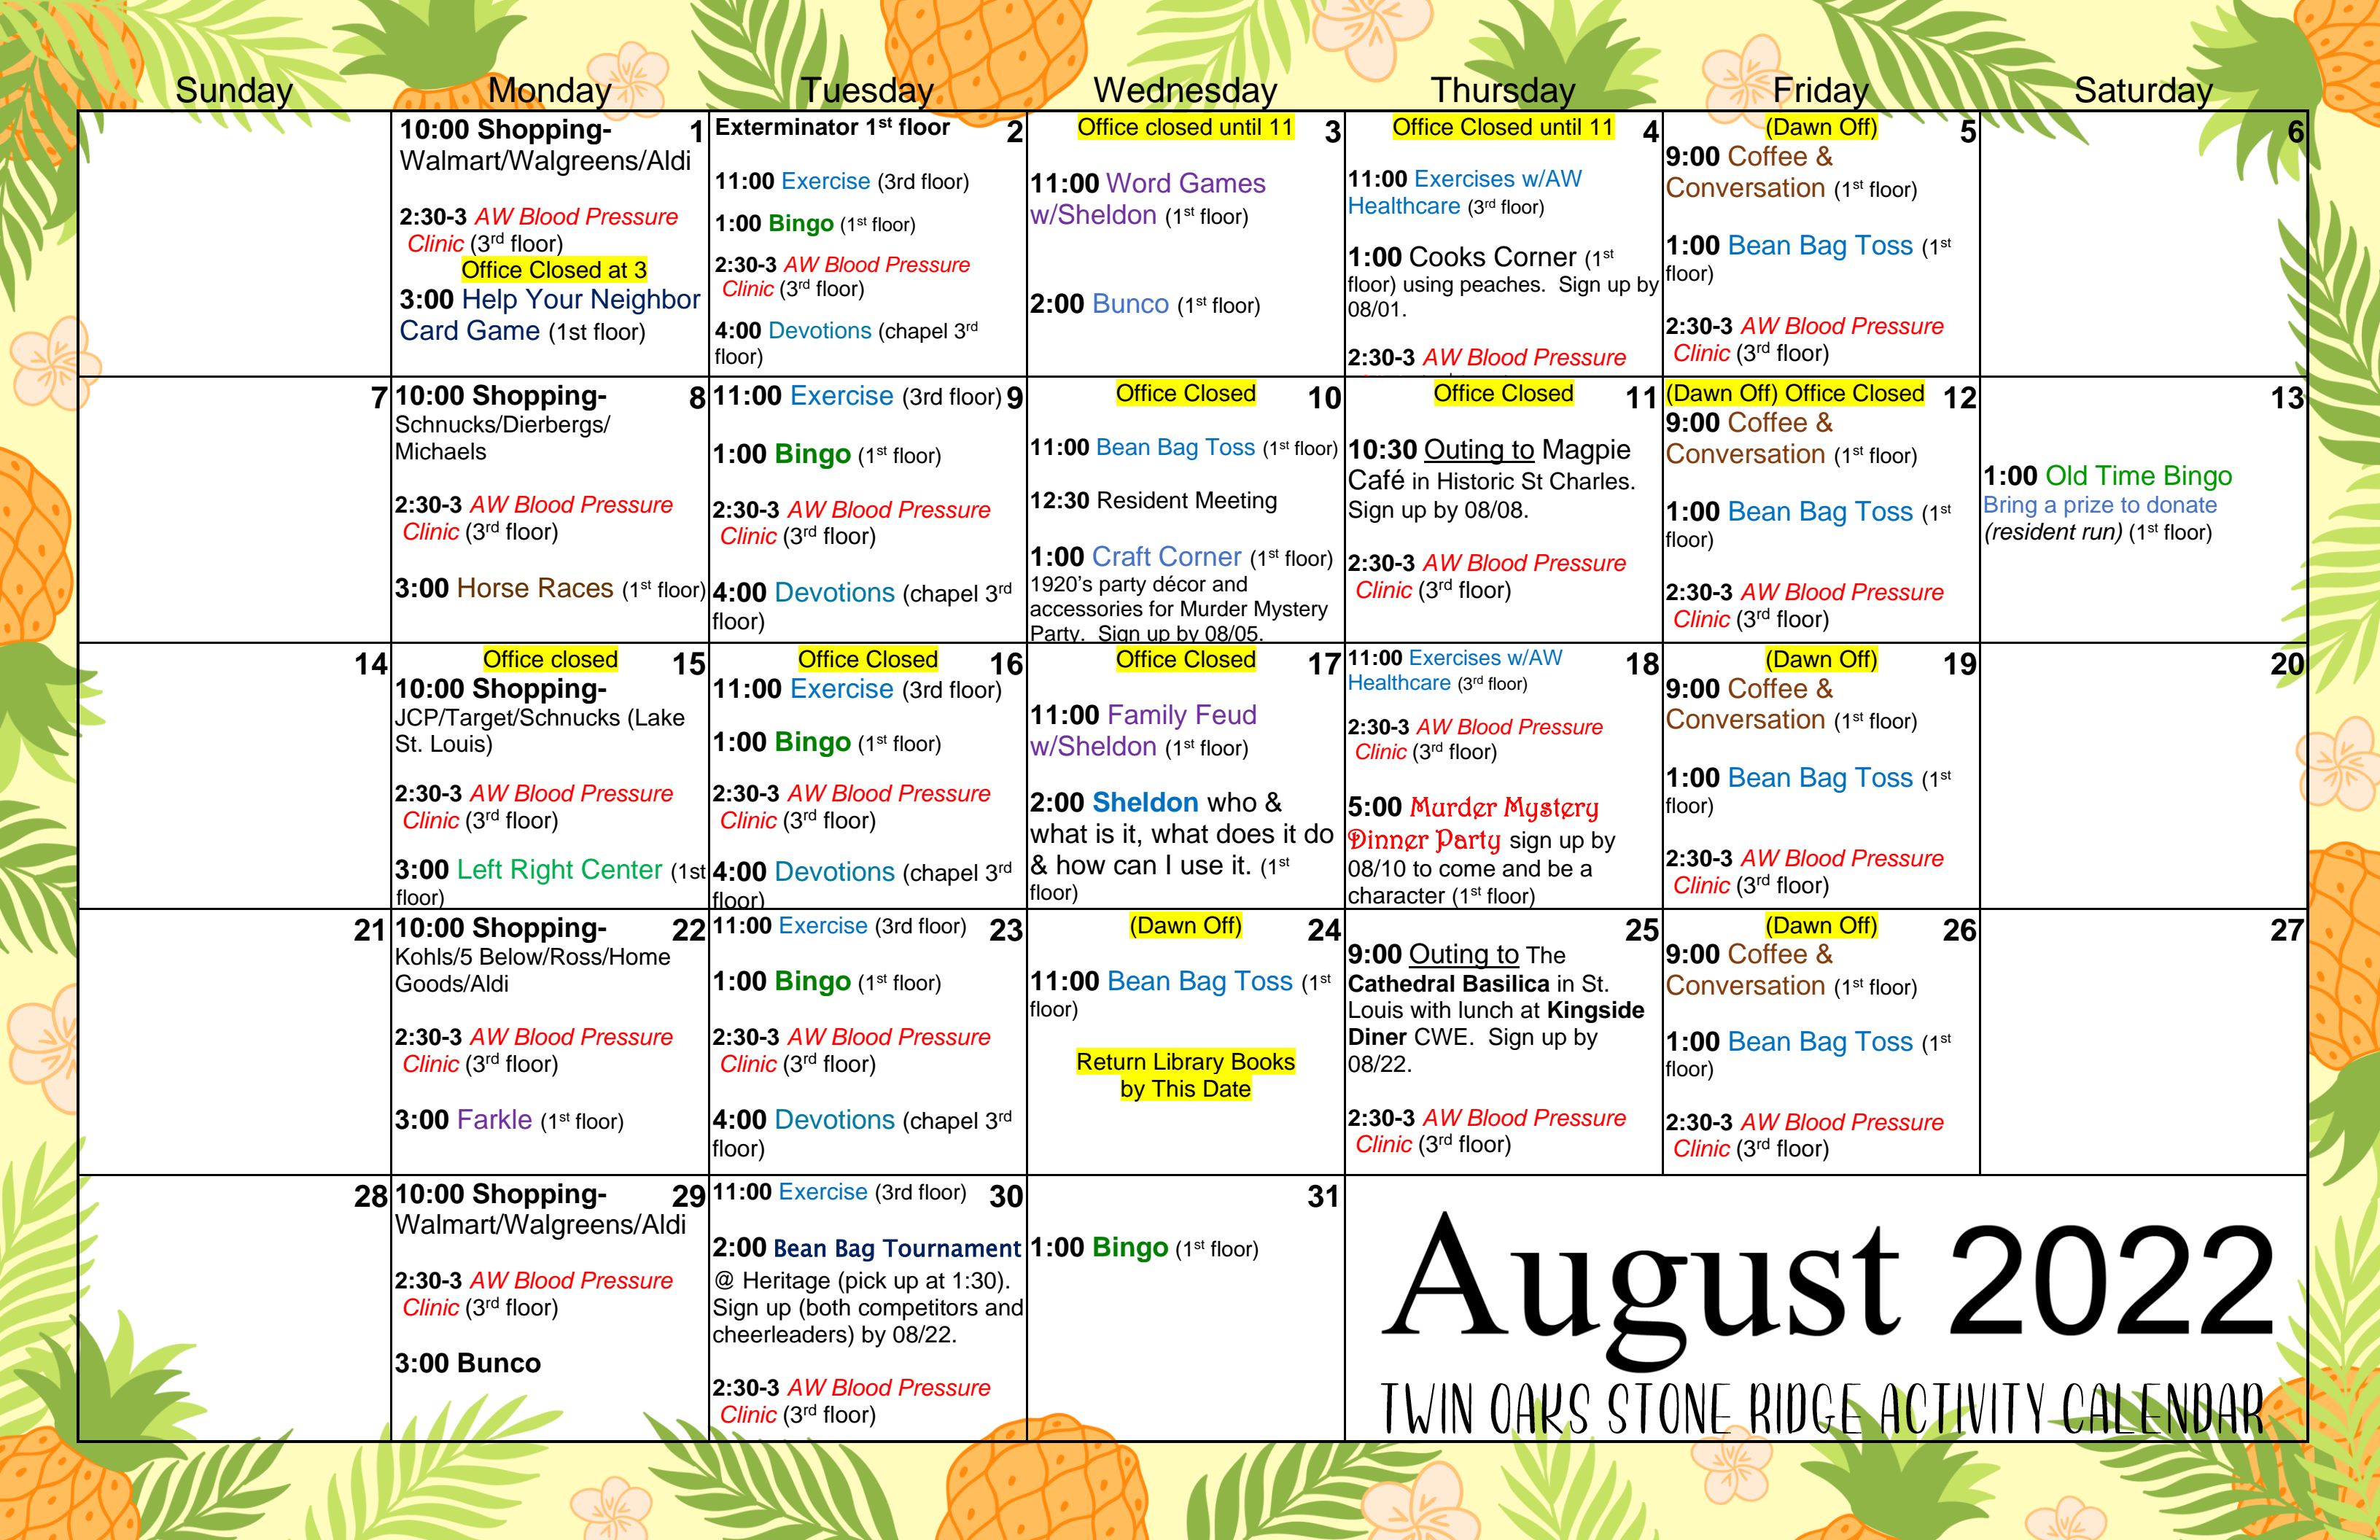 Sunday Monday Tuesday Wednesday Thursday Friday Saturday
10:00 Shopping- 1
Walmart/Walgreens/Aldi
2:30-3 AW Blood Pressure
Clinic (3rd floor)
Office Closed at 3
3:00 Help Your Neighbor
Card Game (1st floor)
Exterminator 1st floor 2
11:00 Exercise (3rd floor)
1:00 Bingo (1st floor)
2:30-3 AW Blood Pressure
Clinic (3rd floor)
4:00 Devotions (chapel 3rd
floor)
Office closed until 11 3
11:00 Word Games
w/Sheldon (1st floor)
2:00 Bunco (1st floor)
Office Closed until 11 4
11:00 Exercises w/AW
Healthcare (3rd floor)
1:00 Cooks Corner (1st
floor) using peaches. Sign up by
08/01.
2:30-3 AW Blood Pressure
(Dawn Off) 5
9:00 Coffee &
Conversation (1st floor)
1:00 Bean Bag Toss (1st
floor)
2:30-3 AW Blood Pressure
Clinic (3rd floor)
6
7
10:00 Shopping- 8
Schnucks/Dierbergs/
Michaels
2:30-3 AW Blood Pressure
Clinic (3rd floor)
3:00 Horse Races (1st floor)
11:00 Exercise (3rd floor) 9
1:00 Bingo (1st floor)
2:30-3 AW Blood Pressure
Clinic (3rd floor)
4:00 Devotions (chapel 3rd
floor)
Office Closed 10
11:00 Bean Bag Toss (1st floor)
12:30 Resident Meeting
1:00 Craft Corner (1st floor)
1920's party décor and
accessories for Murder Mystery
Party. Sign up by 08/05.
Office Closed 11
10:30 Outing to Magpie
Café in Historic St Charles.
Sign up by 08/08.
2:30-3 AW Blood Pressure
Clinic (3rd floor)
(Dawn Off) Office Closed 12
9:00 Coffee &
Conversation (1st floor)
1:00 Bean Bag Toss (1st
floor)
2:30-3 AW Blood Pressure
Clinic (3rd floor)
13
1:00 Old Time Bingo
Bring a prize to donate
(resident run) (1st floor)
14
Office closed 15
10:00 Shopping-
JCP/Target/Schnucks (Lake
St. Louis)
2:30-3 AW Blood Pressure
Clinic (3rd floor)
3:00 Left Right Center (1st
floor)
Office Closed 16
11:00 Exercise (3rd floor)
1:00 Bingo (1st floor)
2:30-3 AW Blood Pressure
Clinic (3rd floor)
4:00 Devotions (chapel 3rd
floor)
Office Closed 17
11:00 Family Feud
w/Sheldon (1st floor)
2:00 Sheldon who &
what is it, what does it do
& how can I use it. (1st
floor)
11:00 Exercises w/AW 18
Healthcare (3rd floor)
2:30-3 AW Blood Pressure
Clinic (3rd floor)
5:00 Murder Mystery
Dinner Party sign up by
08/10 to come and be a
character (1st floor)
(Dawn Off) 19
9:00 Coffee &
Conversation (1st floor)
1:00 Bean Bag Toss (1st
floor)
2:30-3 AW Blood Pressure
Clinic (3rd floor)
20
21
10:00 Shopping- 22
Kohls/5 Below/Ross/Home
Goods/Aldi
2:30-3 AW Blood Pressure
Clinic (3rd floor)
3:00 Farkle (1st floor)
11:00 Exercise (3rd floor) 23
1:00 Bingo (1st floor)
2:30-3 AW Blood Pressure
Clinic (3rd floor)
4:00 Devotions (chapel 3rd
floor)
(Dawn Off) 24
11:00 Bean Bag Toss (1st
floor)
Return Library Books
by This Date
25
9:00 Outing to The
Cathedral Basilica in St.
Louis with lunch at Kingside
Diner CWE. Sign up by
08/22.
2:30-3 AW Blood Pressure
Clinic (3rd floor)
(Dawn Off) 26
9:00 Coffee &
Conversation (1st floor)
1:00 Bean Bag Toss (1st
floor)
2:30-3 AW Blood Pressure
Clinic (3rd floor)
27
28
10:00 Shopping- 29
Walmart/Walgreens/Aldi
2:30-3 AW Blood Pressure
Clinic (3rd floor)
3:00 Bunco
11:00 Exercise (3rd floor) 30
2:00 Bean Bag Tournament
@ Heritage (pick up at 1:30).
Sign up (both competitors and
cheerleaders) by 08/22.
2:30-3 AW Blood Pressure
Clinic (3rd floor)
31
1:00 Bingo (1st floor)
August 2022
TWIN OAKS STONE RIDGE ACTIVITY CALENDAR